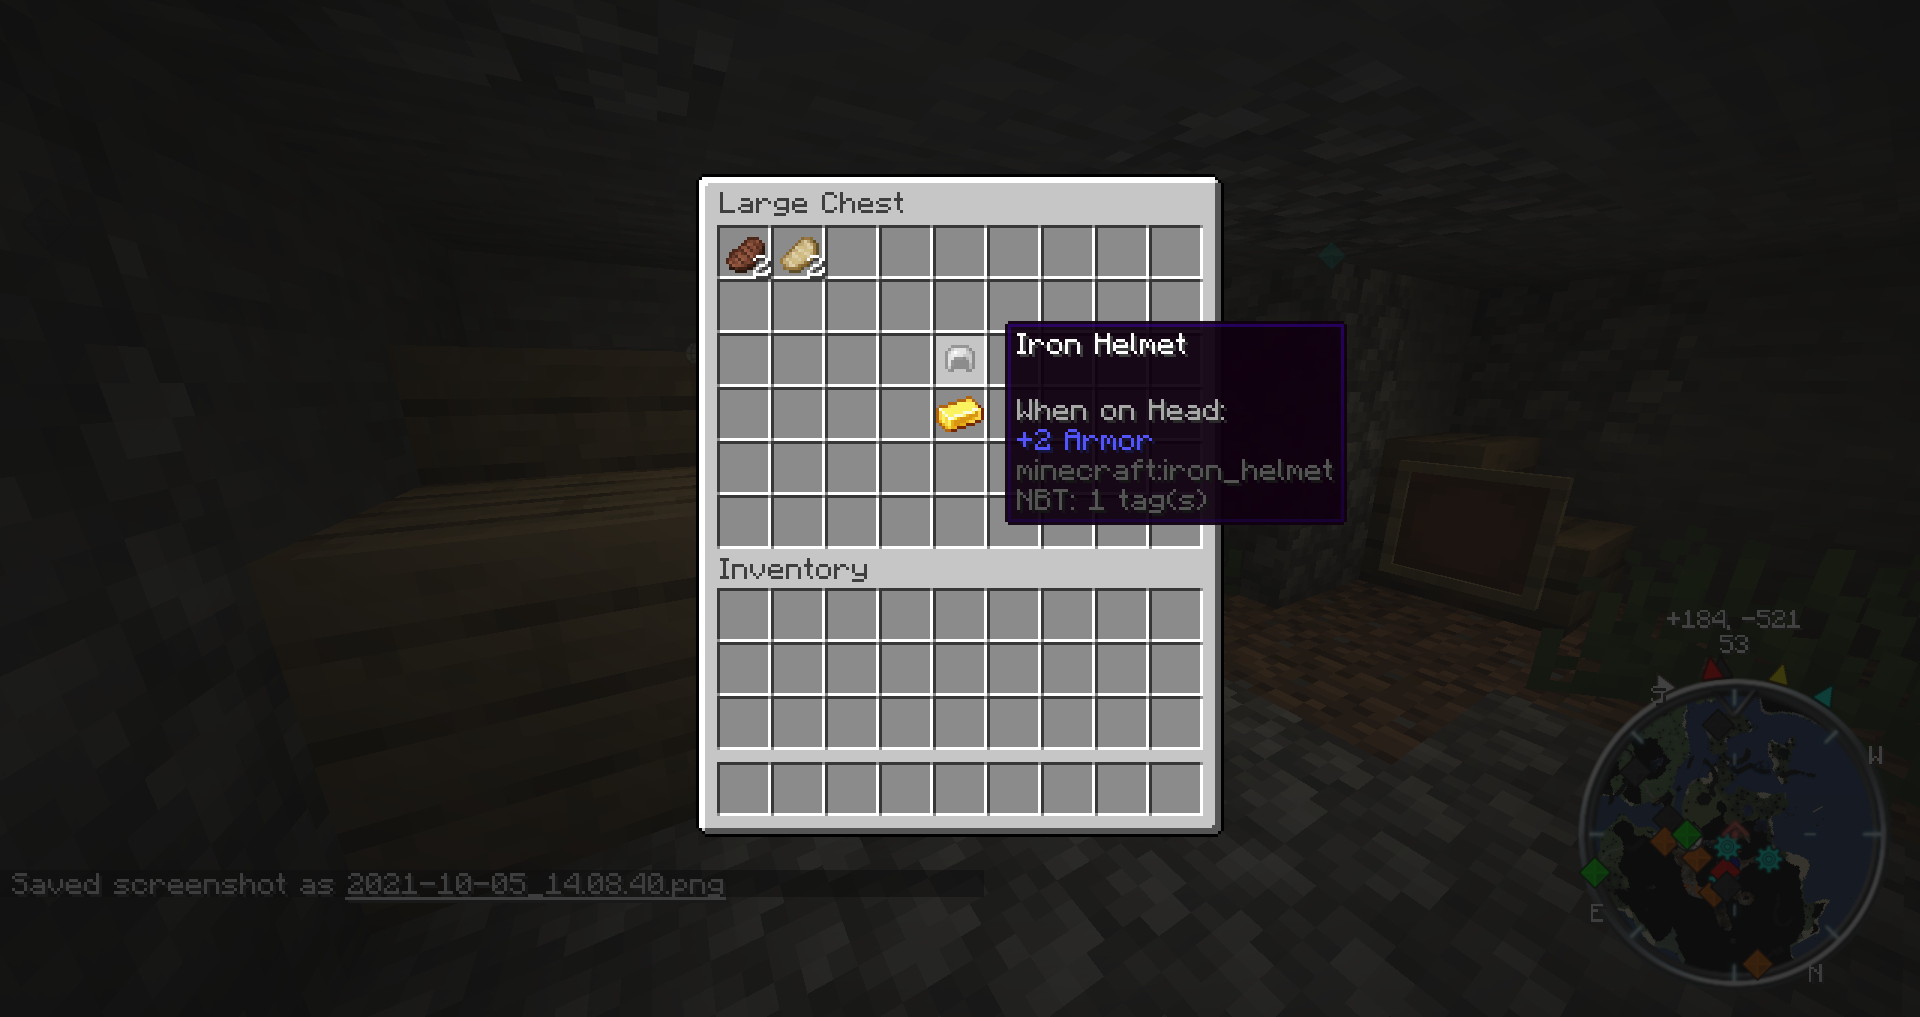 Large Chest
2 2
Iron Helmet
When on Head:
+2 Armor
minecraft:iron_helmet
NBT: 1 tag(s)
Inventory
+184, -521
53
S
W
E
N
Saved screenshot as 2021-10-05_14.08.40.png